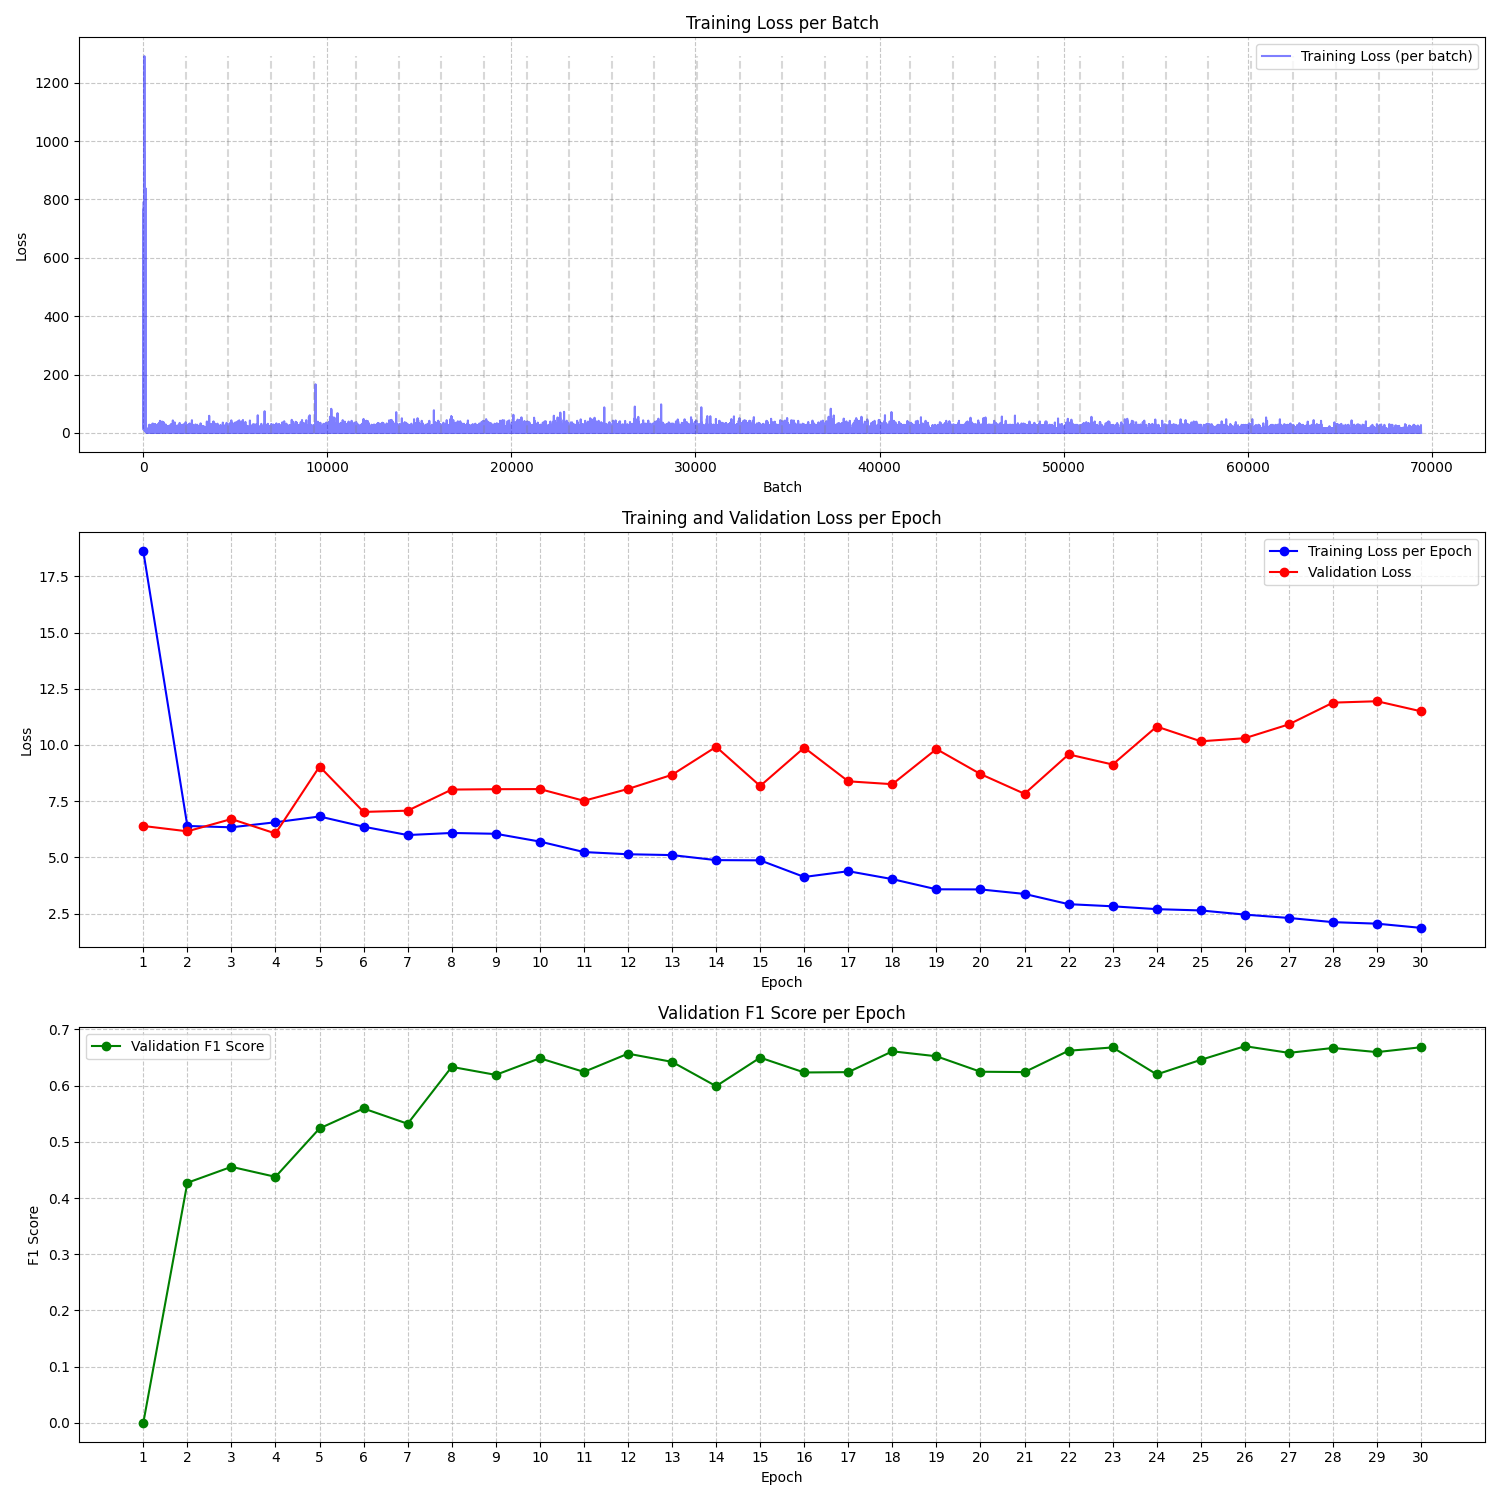 Training Loss per Batch
Training Loss (per batch)
Loss
1200
1000
800
600
400
200
0
0 10000 20000 30000 40000 50000 60000 70000
Batch
Training and Validation Loss per Epoch
Training Loss per Epoch
Validation Loss
Loss
17.5
15.0
12.5
10.0
7.5
5.0
2.5
1 2 3 4 5 6 7 8 9 10 11 12 13 14 15 16 17 18 19 20 21 22 23 24 25 26 27 28 29 30
Epoch
Validation F1 Score per Epoch
Validation F1 Score
F1 Score
0.7
0.6
0.5
0.4
0.3
0.2
0.1
0.0
1 2 3 4 5 6 7 8 9 10 11 12 13 14 15 16 17 18 19 20 21 22 23 24 25 26 27 28 29 30
Epoch